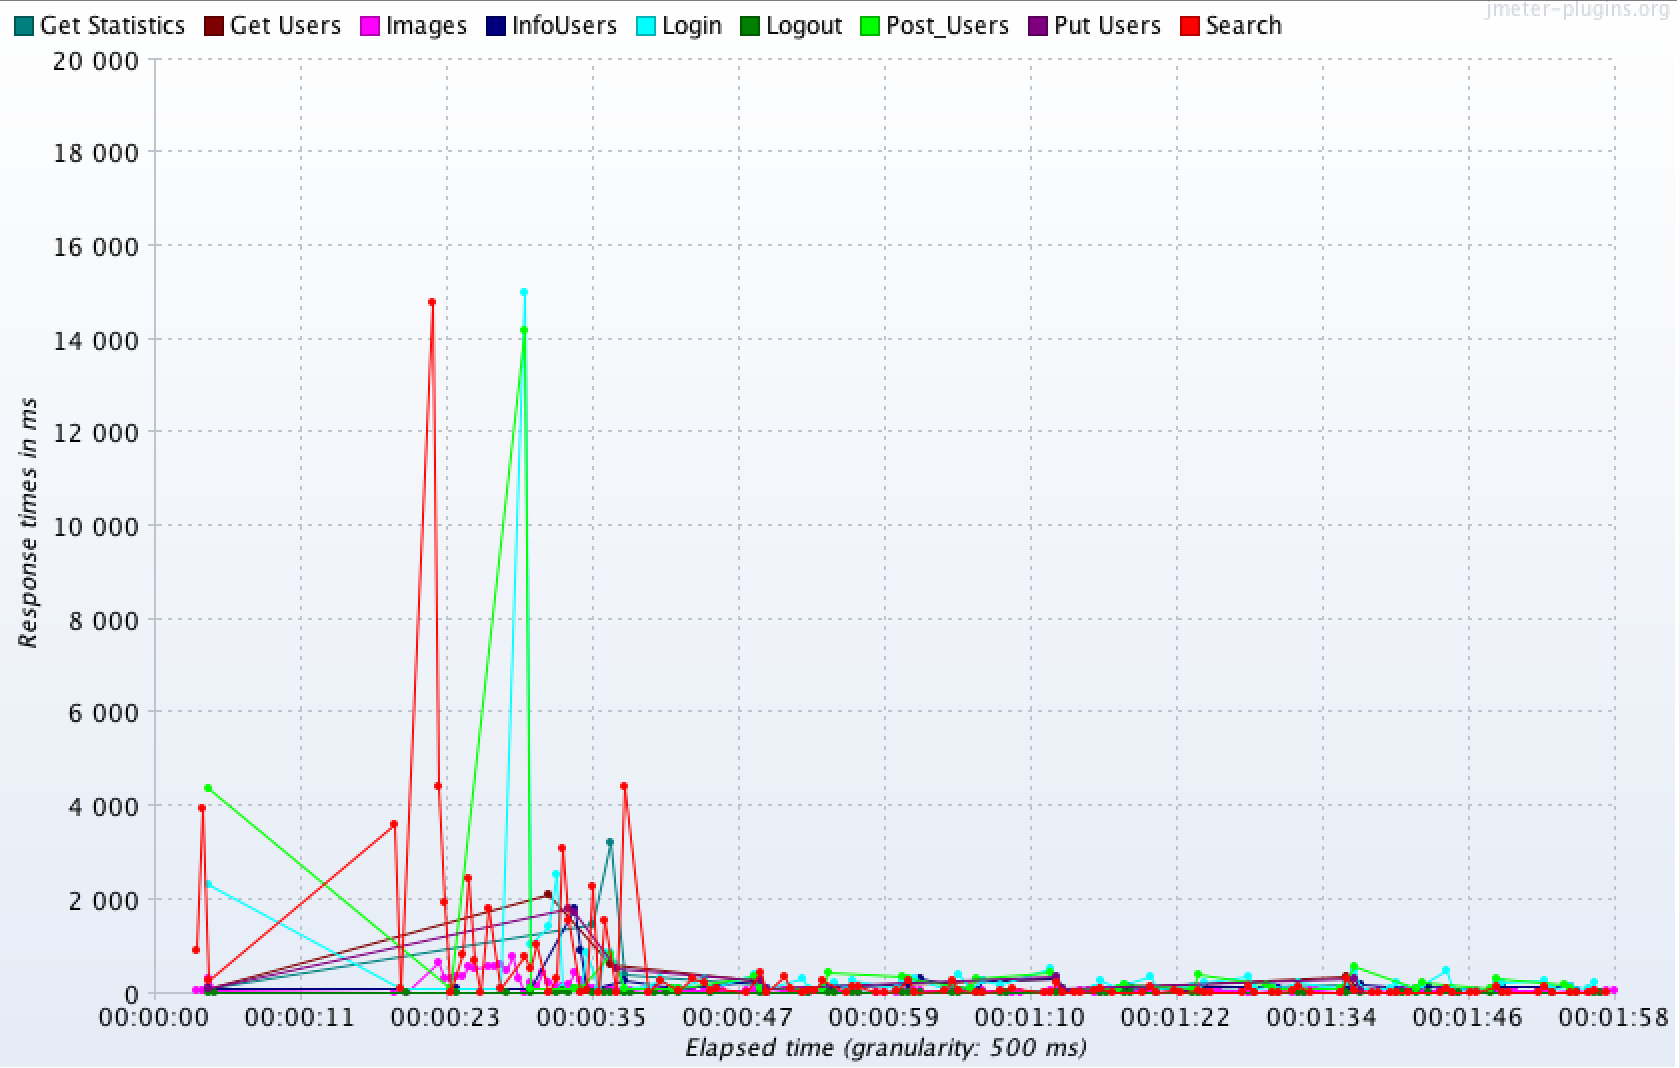 jmeter-plugins.org
Get Statistics Get Users Images InfoUsers Login Logout Post_Users Put Users Search
20 000
18 000
16 000
14 000
12 000
10 000
8 000
6 000
4 000
2 000
0
Response times in ms
00:00:00 00:00:11 00:00:23 00:00:35 00:00:47 00:00:59 00:01:10 00:01:22 00:01:34 00:01:46 00:01:58
Elapsed time (granularity: 500 ms)